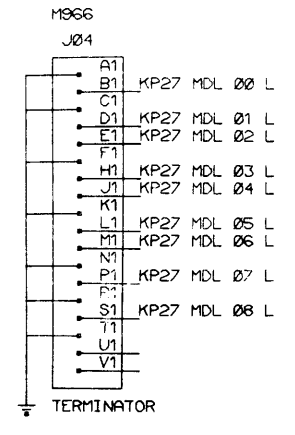 M966
JØ4
A1
B1 KP27 MDL ØØ L
C1
D1 KP27 MDL Ø1 L
E1 KP27 MDL Ø2 L
F1
H1 KP27 MDL Ø3 L
J1 KP27 MDL Ø4 L
K1
L1 KP27 MDL Ø5 L
M1 KP27 MDL Ø6 L
N1
P1 KP27 MDL Ø7 L
R1
S1 KP27 MDL Ø8 L
T1
U1
V1
TERMINATOR